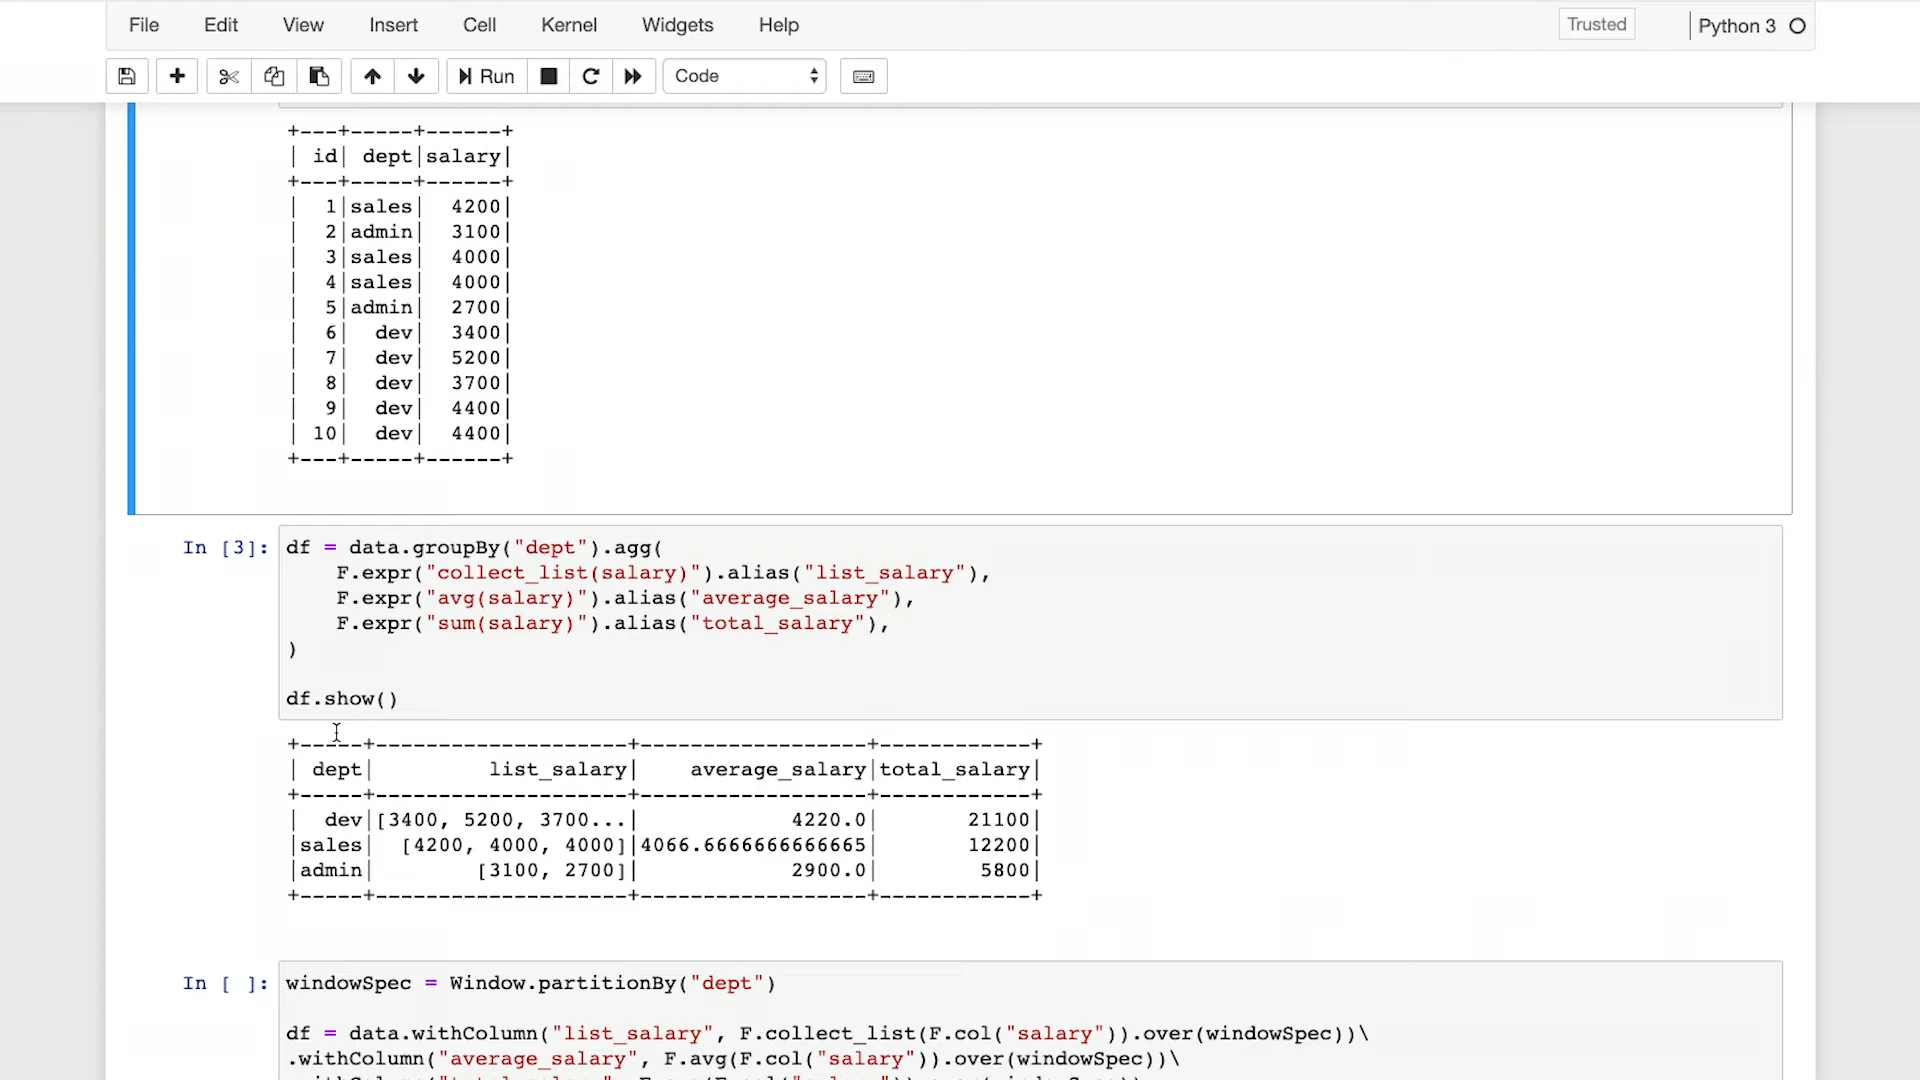 File Edit View Insert Cell Kernel Widgets Help Trusted Python 3
Run Code
+---+-----+------+
| id| dept|salary|
+---+-----+------+
|  1|sales|  4200|
|  2|admin|  3100|
|  3|sales|  4000|
|  4|sales|  4000|
|  5|admin|  2700|
|  6|  dev|  3400|
|  7|  dev|  5200|
|  8|  dev|  3700|
|  9|  dev|  4400|
| 10|  dev|  4400|
+---+-----+------+
In [3]: df = data.groupBy("dept").agg(
    F.expr("collect_list(salary)").alias("list_salary"),
    F.expr("avg(salary)").alias("average_salary"),
    F.expr("sum(salary)").alias("total_salary"),
)
df.show()
+-----+--------------------+------------------+------------+
| dept|         list_salary|    average_salary|total_salary|
+-----+--------------------+------------------+------------+
|  dev|[3400, 5200, 3700...|            4220.0|       21100|
|sales|  [4200, 4000, 4000]|4066.6666666666665|       12200|
|admin|        [3100, 2700]|            2900.0|        5800|
+-----+--------------------+------------------+------------+
In [ ]: windowSpec = Window.partitionBy("dept")
df = data.withColumn("list_salary", F.collect_list(F.col("salary")).over(windowSpec))\
.withColumn("average_salary", F.avg(F.col("salary")).over(windowSpec))\